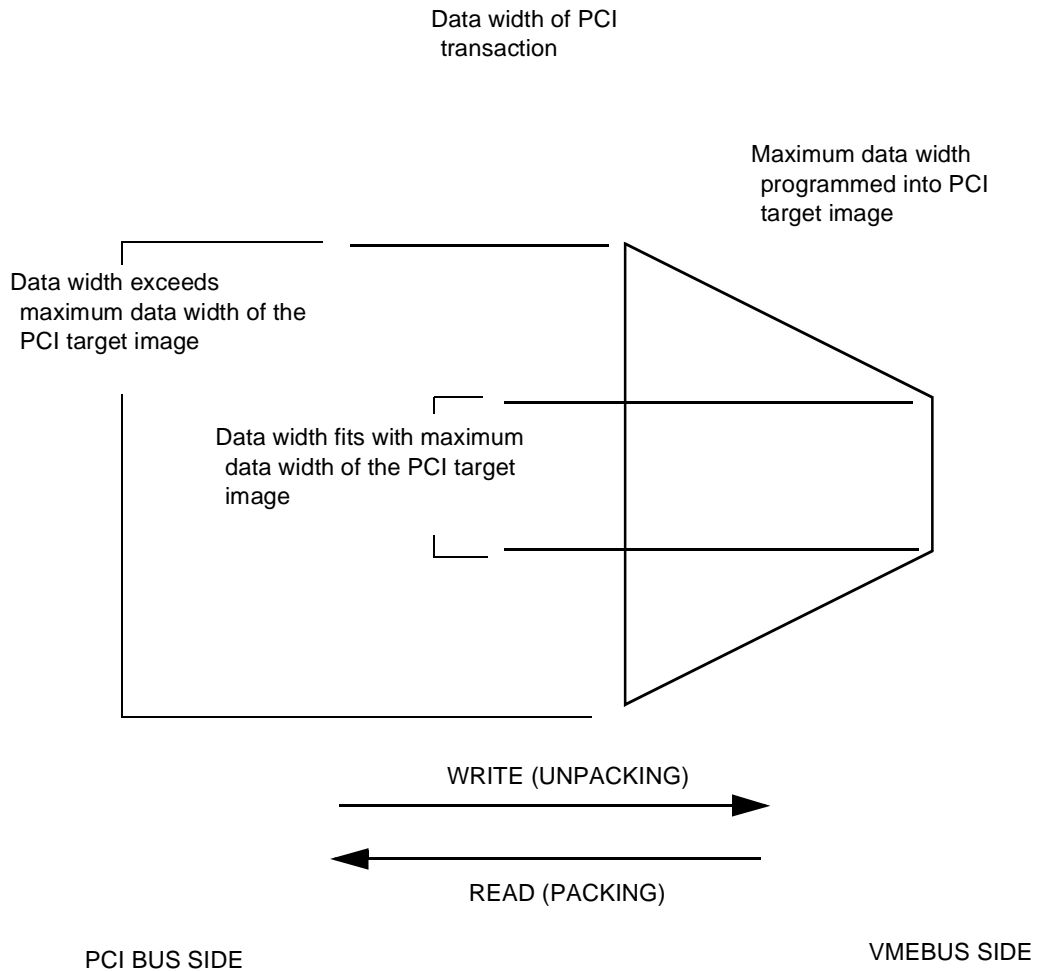 Data width of PCI
transaction
Maximum data width
programmed into PCI
target image
Data width exceeds
maximum data width of the
PCI target image
Data width fits with maximum
data width of the PCI target
image
WRITE (UNPACKING)
READ (PACKING)
PCI BUS SIDE
VMEBUS SIDE